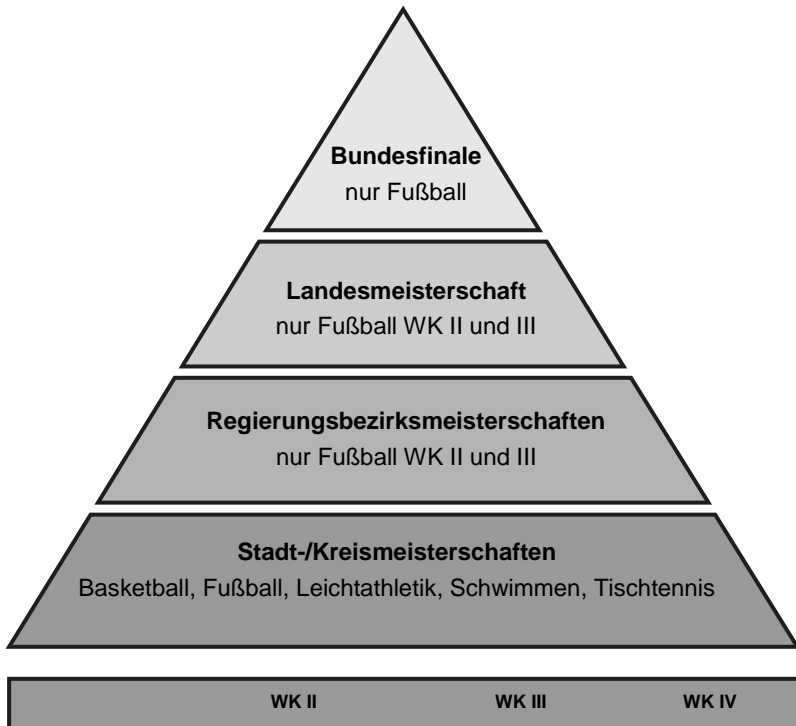 Bundesfinale
nur Fußball
Landesmeisterschaft
nur Fußball WK II und III
Regierungsbezirksmeisterschaften
nur Fußball WK II und III
Stadt-/Kreismeisterschaften
Basketball, Fußball, Leichtathletik, Schwimmen, Tischtennis
WK II WK III WK IV